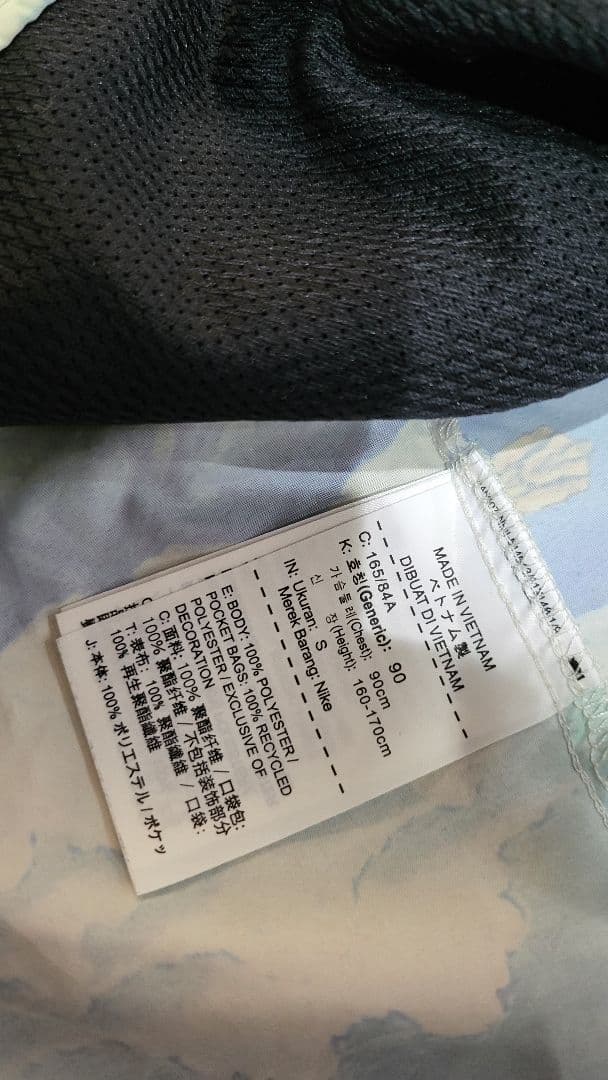 MADE IN VIETNAM
ベトナム製
DIBUAT DI VIETNAM
C: 165/84A
K: 호칭(Generic): 90
가슴둘레(Chest): 90cm
신 장(Height): 160-170cm
IN: Ukuran: S
Merek Barang: Nike
E: BODY: 100% POLYESTER /
POCKET BAGS: 100% RECYCLED
POLYESTER / EXCLUSIVE OF
DECORATION
C: 面料: 100% 聚酯纤维 / 口袋包:
100% 聚酯纤维 / 不包括装饰部分
T: 表布: 100% 聚酯纖維 / 口袋:
100% 再生聚酯纖維
J: 本体: 100% ポリエステル / ポケッ